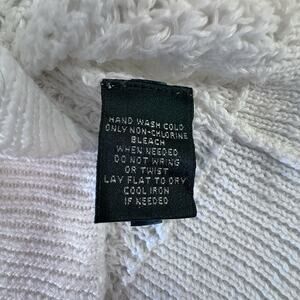 HAND WASH COLD
ONLY NON-CHLORINE
BLEACH
WHEN NEEDED
DO NOT WRING
OR TWIST
LAY FLAT TO DRY
COOL IRON
IF NEEDED